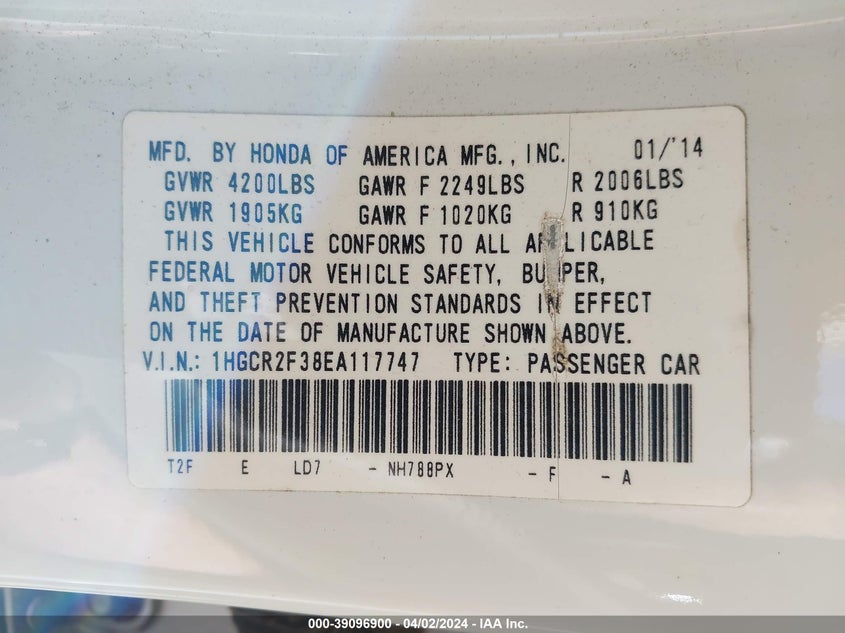 MFD. BY HONDA OF AMERICA MFG., INC. 01/'14
GVWR 4200LBS GAWR F 2249LBS R 2006LBS
GVWR 1905KG GAWR F 1020KG R 910KG
THIS VEHICLE CONFORMS TO ALL
FEDERAL MOTOR VEHICLE SAFETY,
AND THEFT PREVENTION STANDARDS IN EFFECT
ON THE DATE OF MANUFACTURE SHOWN ABOVE.
V.I.N.: 1HGCR2F38EA117747 TYPE: PASSENGER CAR
T2F E LD7 - NH788PX - F - A
000-39096900 - 04/02/2024 - IAA Inc.